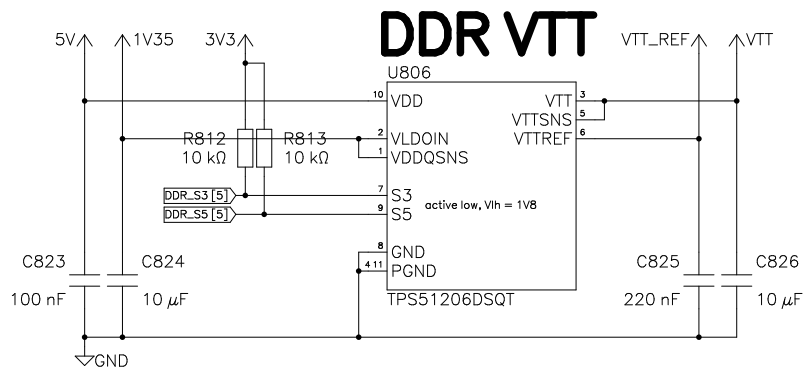 DDR VTT
5V 1V35 3V3 VTT_REF VTT
U806
10 VDD VTT 3
VTTSNS 5
2 VLDOIN VTTREF 6
1 VDDQSNS
R812 R813
10 kΩ 10 kΩ
DDR_S3 [5] 7 S3
DDR_S5 [5] 9 S5
active low, VIh = 1V8
8 GND
4 11 PGND
TPS51206DSQT
C823 C824 C825 C826
100 nF 10 μF 220 nF 10 μF
GND